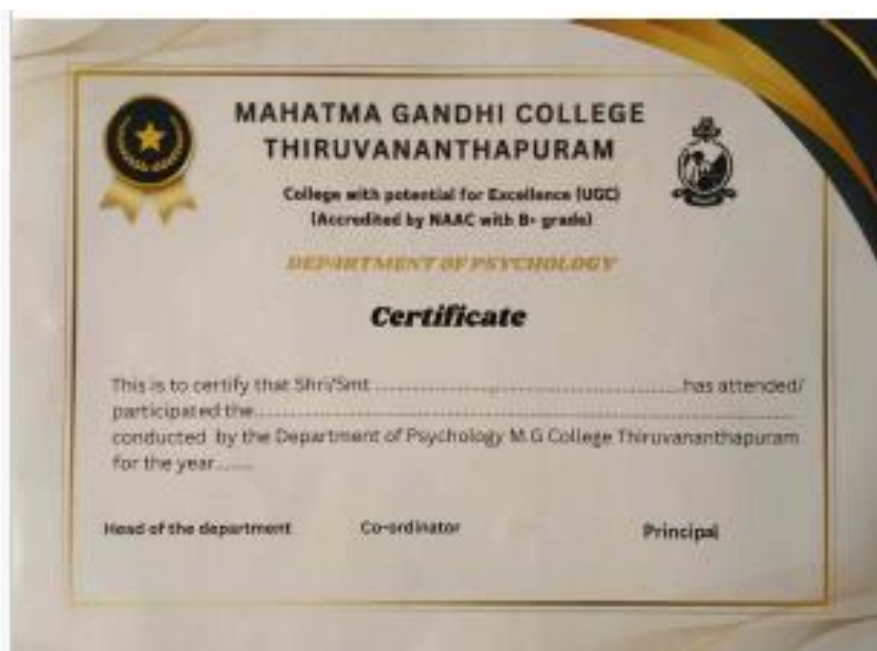 MAHATMA GANDHI COLLEGE
THIRUVANANTHAPURAM
College with potential for Excellence (UGC)
(Accredited by NAAC with B+ grade)
DEPARTMENT OF PSYCHOLOGY
Certificate
This is to certify that Shri/Smt ............................................................has attended/
participated the..........................................................................................................
conducted by the Department of Psychology M.G College Thiruvananthapuram
for the year.......
Head of the department Co-ordinator Principal